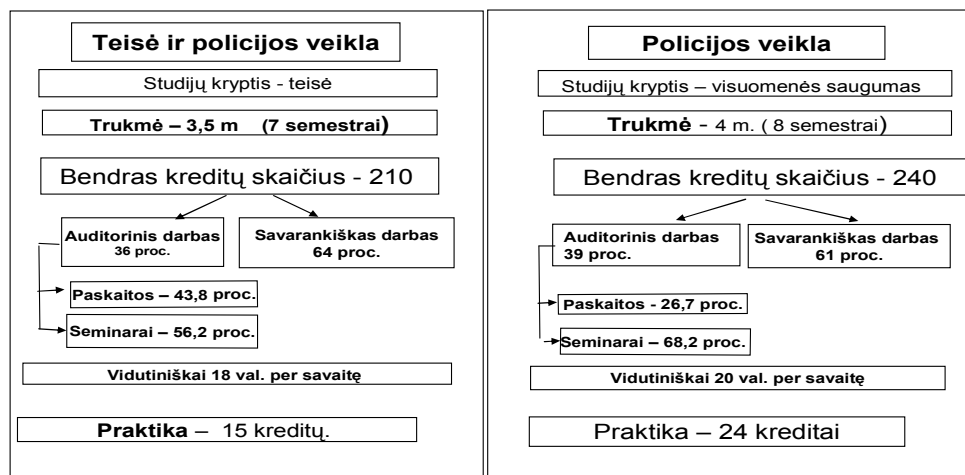 Teisė ir policijos veikla
Studijų kryptis - teisė
Trukmė – 3,5 m (7 semestrai)
Bendras kreditų skaičius - 210
Auditorinis darbas
36 proc.
Savarankiškas darbas
64 proc.
Paskaitos – 43,8 proc.
Seminarai – 56,2 proc.
Vidutiniškai 18 val. per savaitę
Praktika – 15 kreditų.
Policijos veikla
Studijų kryptis – visuomenės saugumas
Trukmė - 4 m. ( 8 semestrai)
Bendras kreditų skaičius - 240
Auditorinis darbas
39 proc.
Savarankiškas darbas
61 proc.
Paskaitos - 26,7 proc.
Seminarai – 68,2 proc.
Vidutiniškai 20 val. per savaitę
Praktika – 24 kreditai